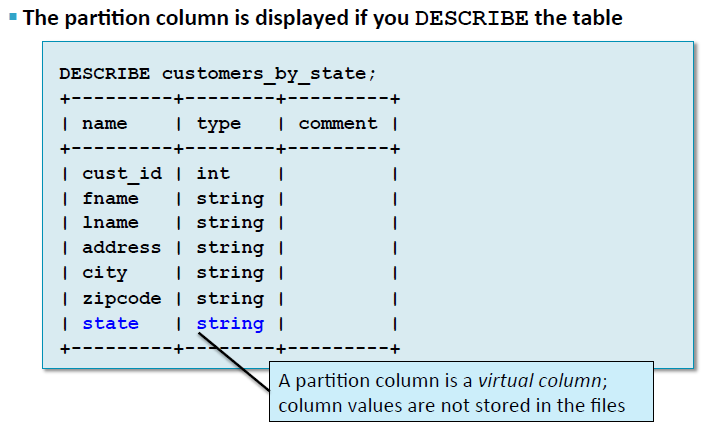 ▪ The partition column is displayed if you DESCRIBE the table
DESCRIBE customers_by_state;
+---------+--------+---------+
| name    | type   | comment |
+---------+--------+---------+
| cust_id | int    |         |
| fname   | string |         |
| lname   | string |         |
| address | string |         |
| city    | string |         |
| zipcode | string |         |
| state   | string |         |
+---------+--------+---------+
A partition column is a virtual column;
column values are not stored in the files